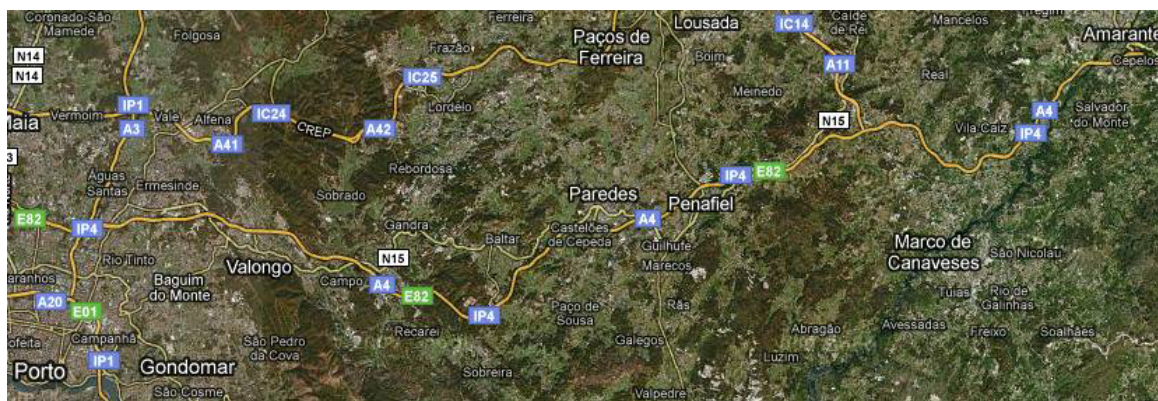 Coronado-São
Mamede
Folgosa
Ferreira
Lousada
IC14
Caíde
de Rei
Mancelos
Fregim
Amarante
N14
N14
Frazão
Paços de
Ferreira
Boim
Cepelos
IC25
A11
Real
IP1
Lordelo
Meinedo
Maia
Vermoim
Vale
Alfena
IC24
CREP
A42
N15
Vila Caiz
A4
Salvador
do Monte
IP4
A3
A41
Águas
Santas
Ermesinde
Rebordosa
Sobrado
IP4
E82
Paredes
Penafiel
E82
IP4
Gandra
Castelões
de Cepeda
A4
Rio Tinto
Baltar
Guilhufe
Marco de
Canaveses
São Nicolau
Valongo
N15
Marecos
Baguim
do Monte
Campo
A4
E82
Tuias
Rio de
Galinhas
A20
E01
IP4
Paço de
Sousa
Rãs
Campanhã
Recarei
Abragão
Avessadas
Freixo
Soalhães
São Pedro
da Cova
Galegos
IP1
Luzim
Porto
Gondomar
Sobreira
São Cosme
Valpedre